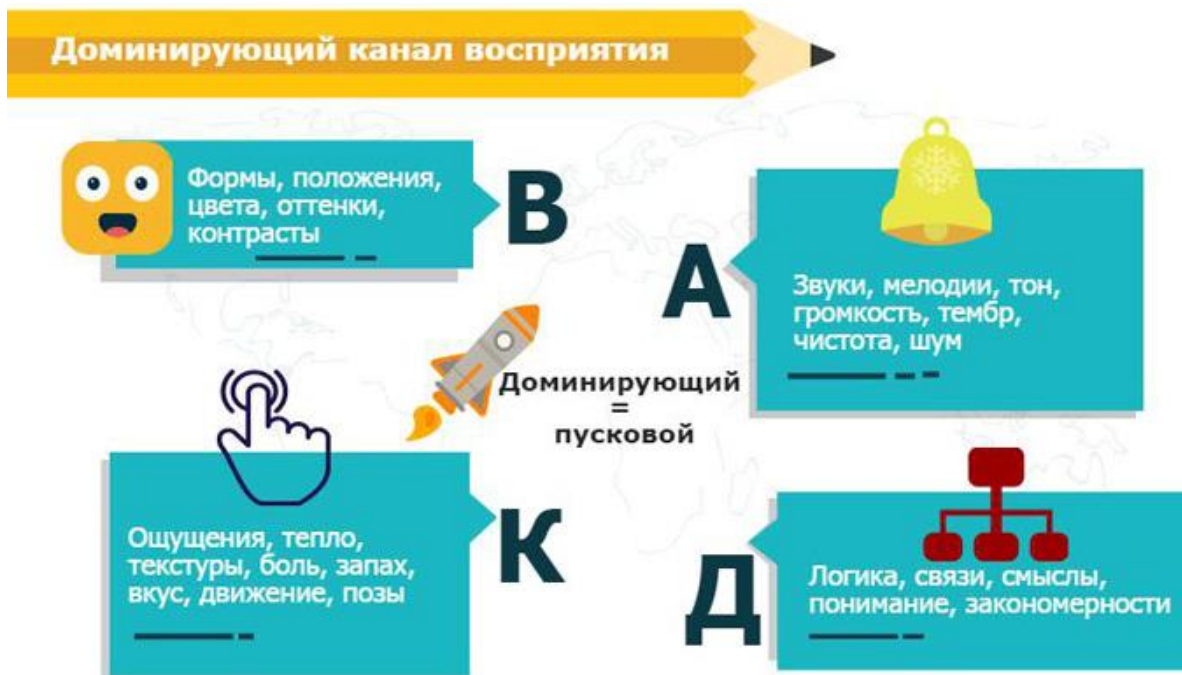 Доминирующий канал восприятия
Формы, положения,
цвета, оттенки,
контрасты
В
А
Звуки, мелодии, тон,
громкость, тембр,
чистота, шум
Доминирующий
=
пусковой
Ощущения, тепло,
текстуры, боль, запах,
вкус, движение, позы
К
Д
Логика, связи, смыслы,
понимание, закономерности